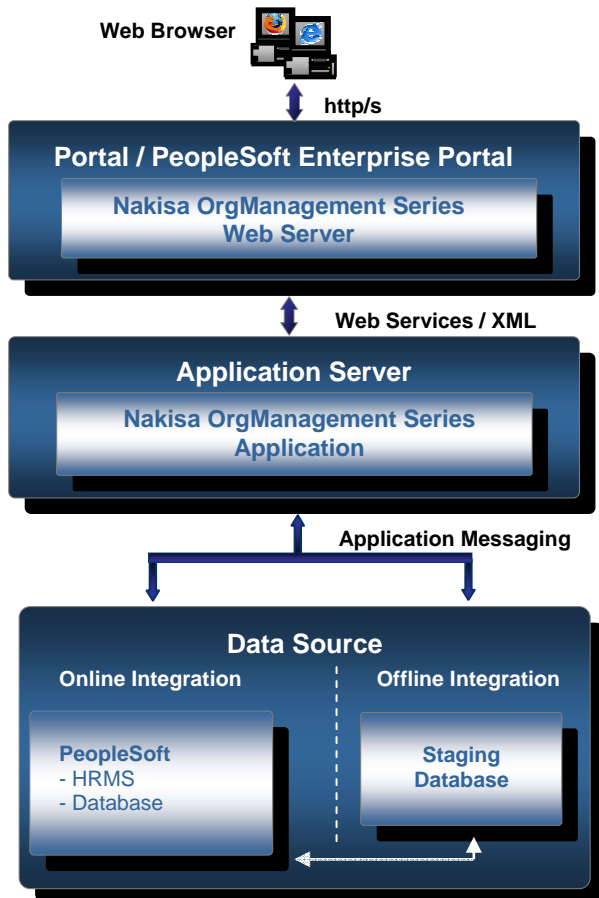 Web Browser
http/s
Portal / PeopleSoft Enterprise Portal
Nakisa OrgManagement Series
Web Server
Web Services / XML
Application Server
Nakisa OrgManagement Series
Application
Application Messaging
Data Source
Online Integration
Offline Integration
PeopleSoft
- HRMS
- Database
Staging
Database